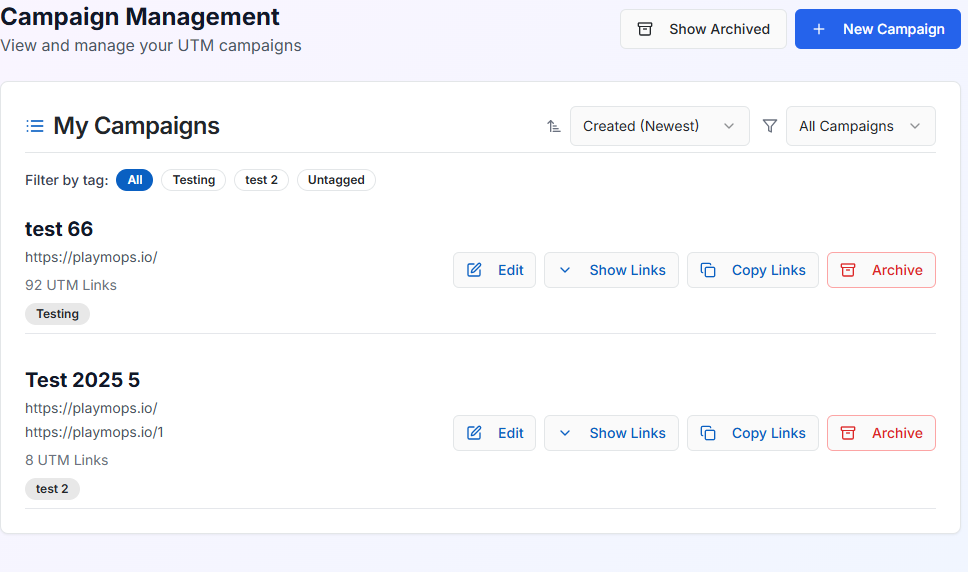 Campaign Management
View and manage your UTM campaigns
Show Archived
New Campaign
My Campaigns
Created (Newest)
All Campaigns
Filter by tag: All Testing test 2 Untagged
test 66
https://playmops.io/
92 UTM Links
Testing
Edit Show Links Copy Links Archive
Test 2025 5
https://playmops.io/
https://playmops.io/1
8 UTM Links
test 2
Edit Show Links Copy Links Archive